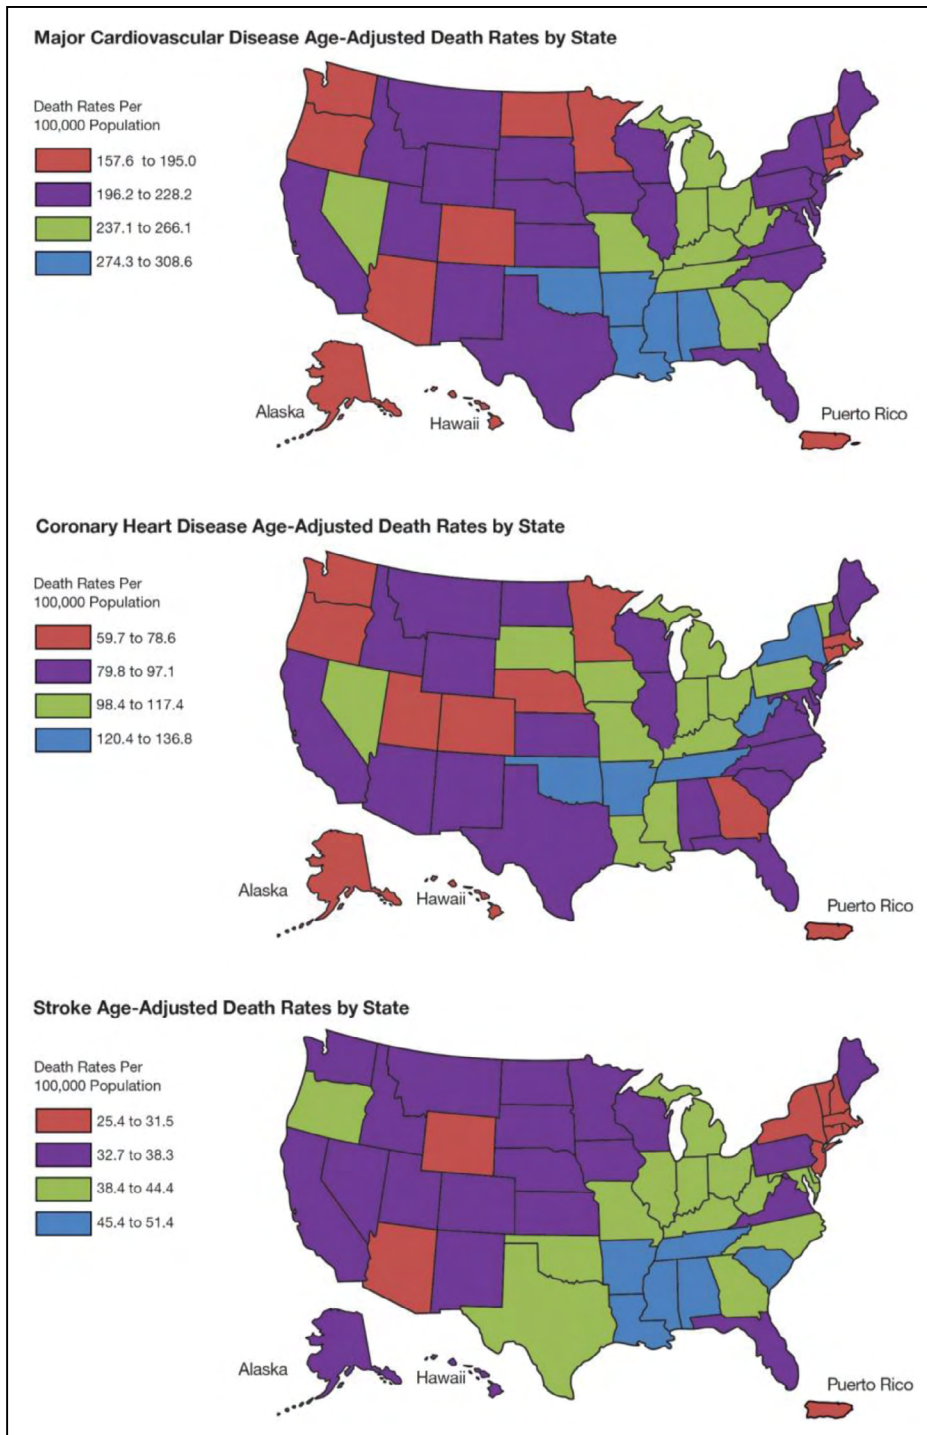 Major Cardiovascular Disease Age-Adjusted Death Rates by State
Death Rates Per
100,000 Population
157.6 to 195.0
196.2 to 228.2
237.1 to 266.1
274.3 to 308.6
Alaska
Hawaii
Puerto Rico
Coronary Heart Disease Age-Adjusted Death Rates by State
Death Rates Per
100,000 Population
59.7 to 78.6
79.8 to 97.1
98.4 to 117.4
120.4 to 136.8
Alaska
Hawaii
Puerto Rico
Stroke Age-Adjusted Death Rates by State
Death Rates Per
100,000 Population
25.4 to 31.5
32.7 to 38.3
38.4 to 44.4
45.4 to 51.4
Alaska
Hawaii
Puerto Rico